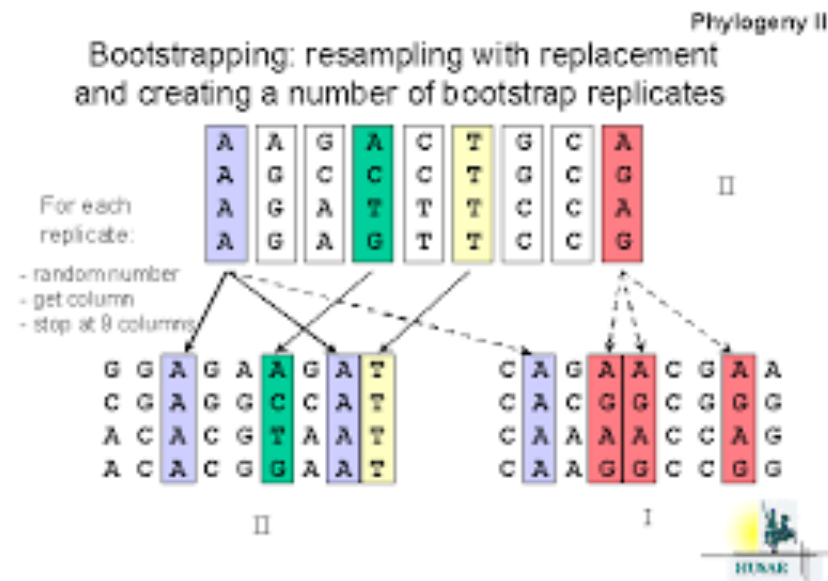 Phylogeny II
Bootstrapping: resampling with replacement
and creating a number of bootstrap replicates
A A G A C T G C A
A G C C C T G C G
A G A T T T C C A
A G A G T T C C G
II
For each
replicate:
- random number
- get column
- stop at 9 columns
G G A G A A G A T
C G A G G C C A T
A C A C G T A A T
A C A C G G A A T
C A G A A C G A A
C A C G G C G G G
C A A A A C C A G
C A A G G C C G G
II
I
HUSAR